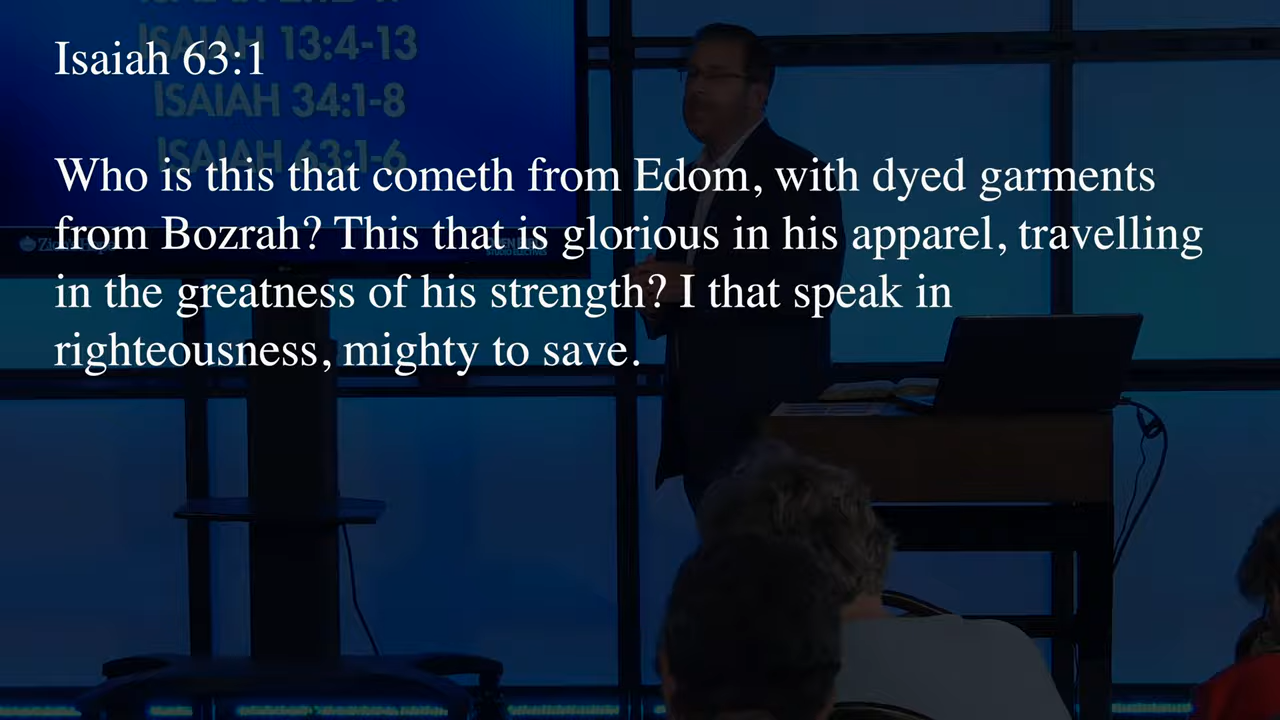 Isaiah 63:1
Who is this that cometh from Edom, with dyed garments
from Bozrah? This that is glorious in his apparel, travelling
in the greatness of his strength? I that speak in
righteousness, mighty to save.
ISAIAH 13:4-13
ISAIAH 34:1-8
ISAIAH 63:1-6